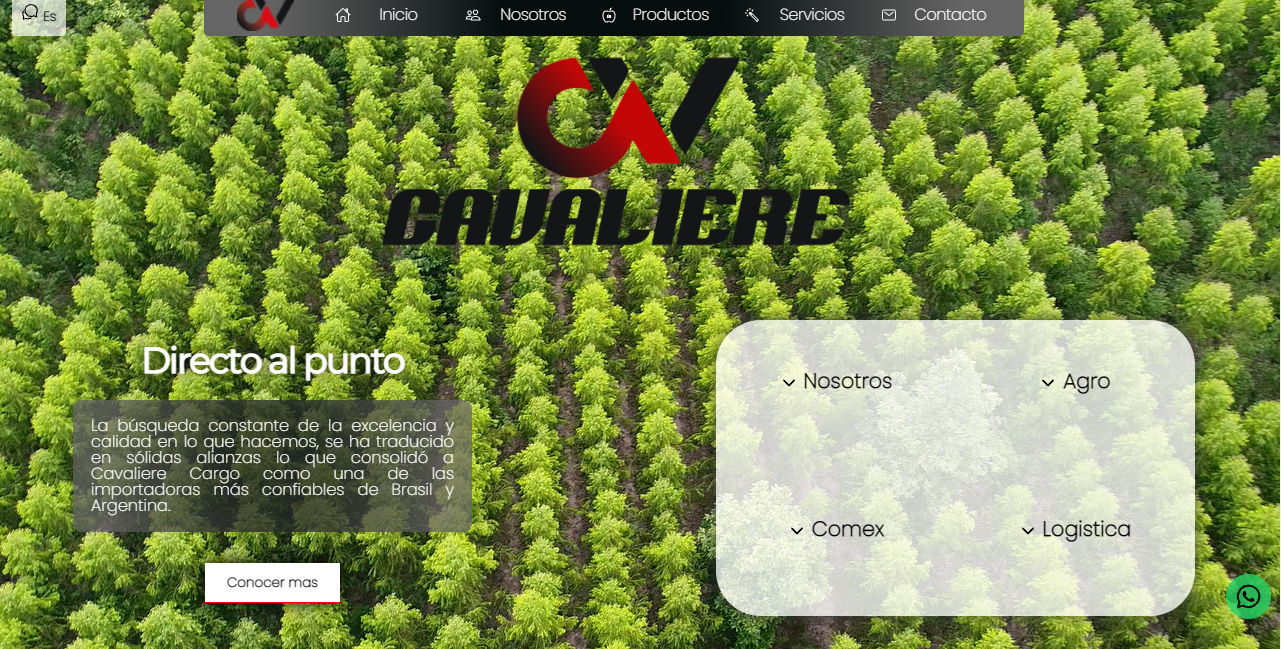 Es
Inicio
Nosotros
Productos
Servicios
Contacto
CAVALIERE
Directo al punto
La búsqueda constante de la excelencia y
calidad en lo que hacemos, se ha traducido
en sólidas alianzas lo que consolidó a
Cavaliere Cargo como una de las
importadoras más confiables de Brasil y
Argentina.
Conocer mas
Nosotros
Agro
Comex
Logistica